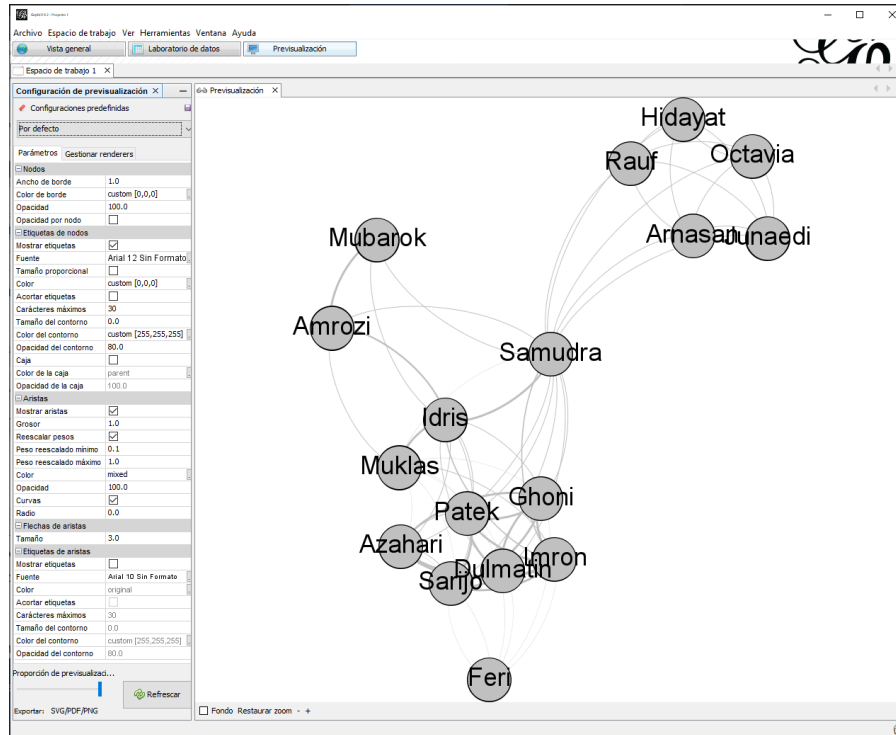 Archivo Espacio de trabajo Ver Herramientas Ventana Ayuda
Vista general Laboratorio de datos Previsualización
Espacio de trabajo 1 X
Configuración de previsualización X
Configuraciones predefinidas
Por defecto
Parámetros Gestionar renderers
Nodos
Ancho de borde 1.0
Color de borde custom [0,0,0]
Opacidad 100.0
Opacidad por nodo
Etiquetas de nodos
Mostrar etiquetas
Fuente Arial 12 Sin Formato
Tamaño proporcional
Color custom [0,0,0]
Acortar etiquetas
Carácteres máximos 30
Tamaño del contorno 0.0
Color del contorno custom [255,255,255]
Opacidad del contorno 80.0
Caja
Color de la caja parent
Opacidad de la caja 100.0
Aristas
Mostrar aristas
Grosor 1.0
Reescalar pesos
Peso reescalado mínimo 0.1
Peso reescalado máximo 1.0
Color mixed
Opacidad 100.0
Curvas
Radio 0.0
Flechas de aristas
Tamaño 3.0
Etiquetas de aristas
Mostrar etiquetas
Fuente Arial 10 Sin Formato
Color original
Acortar etiquetas
Carácteres máximos 30
Tamaño del contorno 0.0
Color del contorno custom [255,255,255]
Opacidad del contorno 80.0
Proporción de previsualizaci...
Refrescar
Exportar: SVG/PDF/PNG
Previsualización X
Hidayat
Rauf
Octavia
Arnasan
Junaedi
Mubarok
Amrozi
Samudra
Idris
Muklas
Ghoni
Patek
Azahari
Imron
Dulmatin
Sarijo
Feri
Fondo Restaurar zoom - +